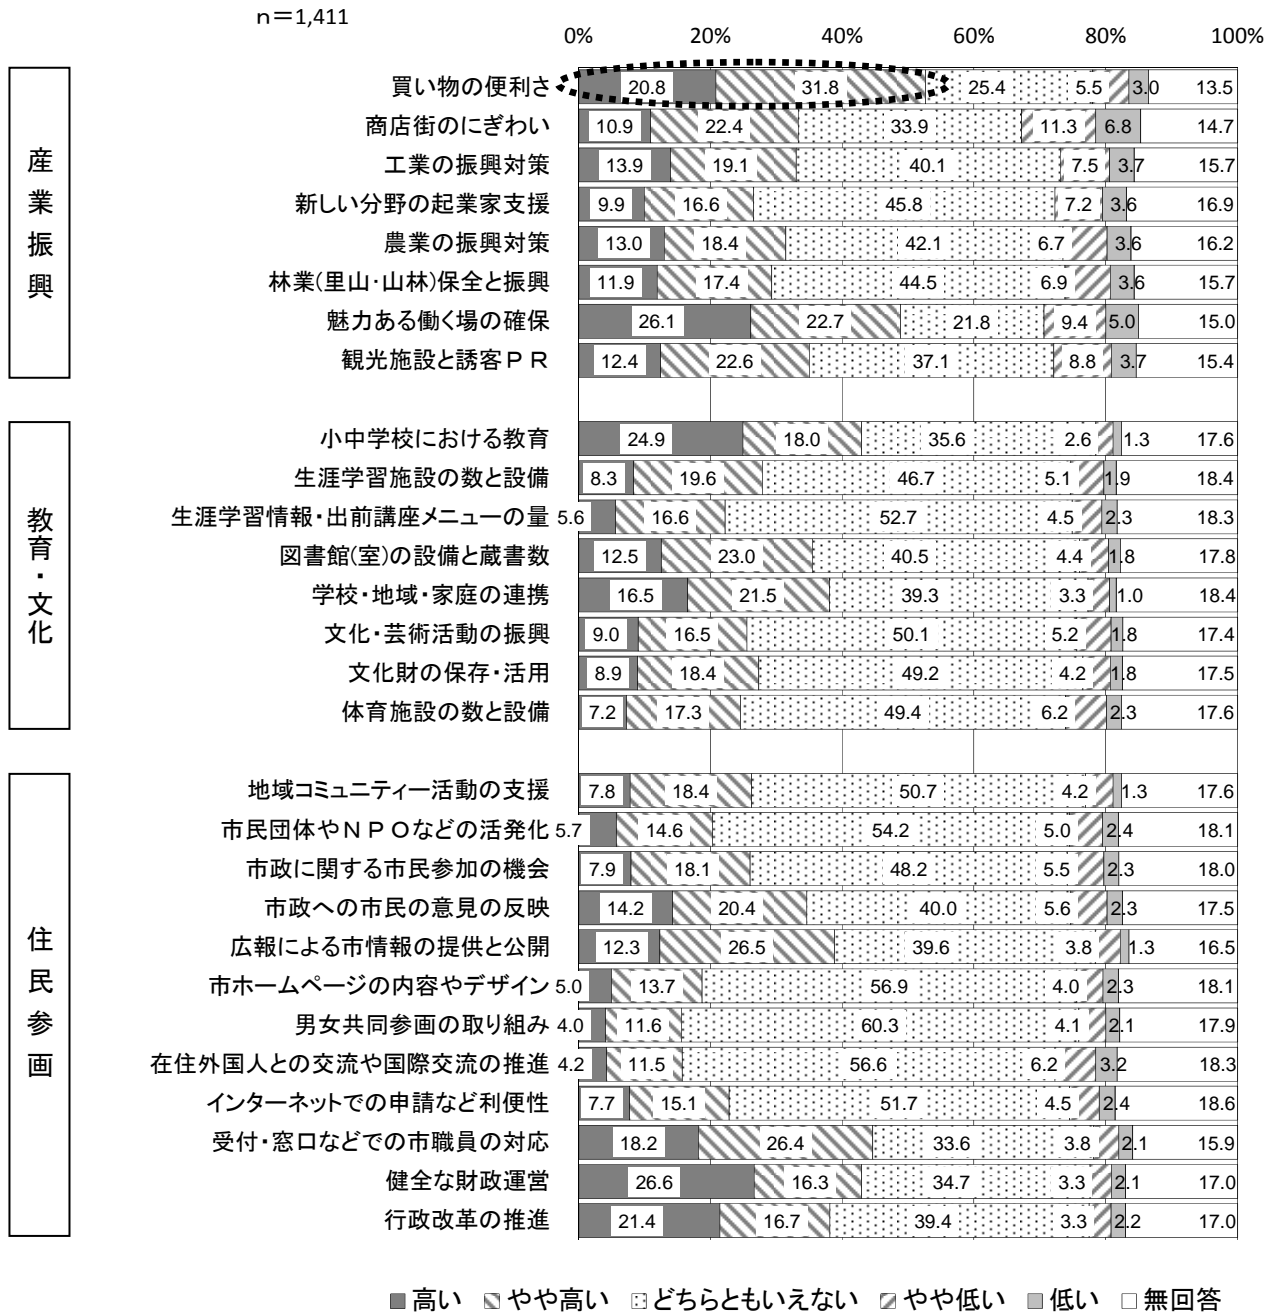 n=1,411
0% 20% 40% 60% 80% 100%
産業振興
買い物の便利さ 20.8 31.8 25.4 5.5 3.0 13.5
商店街のにぎわい 10.9 22.4 33.9 11.3 6.8 14.7
工業の振興対策 13.9 19.1 40.1 7.5 3.7 15.7
新しい分野の起業家支援 9.9 16.6 45.8 7.2 3.6 16.9
農業の振興対策 13.0 18.4 42.1 6.7 3.6 16.2
林業(里山・山林)保全と振興 11.9 17.4 44.5 6.9 3.6 15.7
魅力ある働く場の確保 26.1 22.7 21.8 9.4 5.0 15.0
観光施設と誘客PR 12.4 22.6 37.1 8.8 3.7 15.4
教育・文化
小中学校における教育 24.9 18.0 35.6 2.6 1.3 17.6
生涯学習施設の数と設備 8.3 19.6 46.7 5.1 1.9 18.4
生涯学習情報・出前講座メニューの量 5.6 16.6 52.7 4.5 2.3 18.3
図書館(室)の設備と蔵書数 12.5 23.0 40.5 4.4 1.8 17.8
学校・地域・家庭の連携 16.5 21.5 39.3 3.3 1.0 18.4
文化・芸術活動の振興 9.0 16.5 50.1 5.2 1.8 17.4
文化財の保存・活用 8.9 18.4 49.2 4.2 1.8 17.5
体育施設の数と設備 7.2 17.3 49.4 6.2 2.3 17.6
住民参画
地域コミュニティー活動の支援 7.8 18.4 50.7 4.2 1.3 17.6
市民団体やNPOなどの活発化 5.7 14.6 54.2 5.0 2.4 18.1
市政に関する市民参加の機会 7.9 18.1 48.2 5.5 2.3 18.0
市政への市民の意見の反映 14.2 20.4 40.0 5.6 2.3 17.5
広報による市情報の提供と公開 12.3 26.5 39.6 3.8 1.3 16.5
市ホームページの内容やデザイン 5.0 13.7 56.9 4.0 2.3 18.1
男女共同参画の取り組み 4.0 11.6 60.3 4.1 2.1 17.9
在住外国人との交流や国際交流の推進 4.2 11.5 56.6 6.2 3.2 18.3
インターネットでの申請など利便性 7.7 15.1 51.7 4.5 2.4 18.6
受付・窓口などでの市職員の対応 18.2 26.4 33.6 3.8 2.1 15.9
健全な財政運営 26.6 16.3 34.7 3.3 2.1 17.0
行政改革の推進 21.4 16.7 39.4 3.3 2.2 17.0
高い やや高い どちらともいえない やや低い 低い 無回答